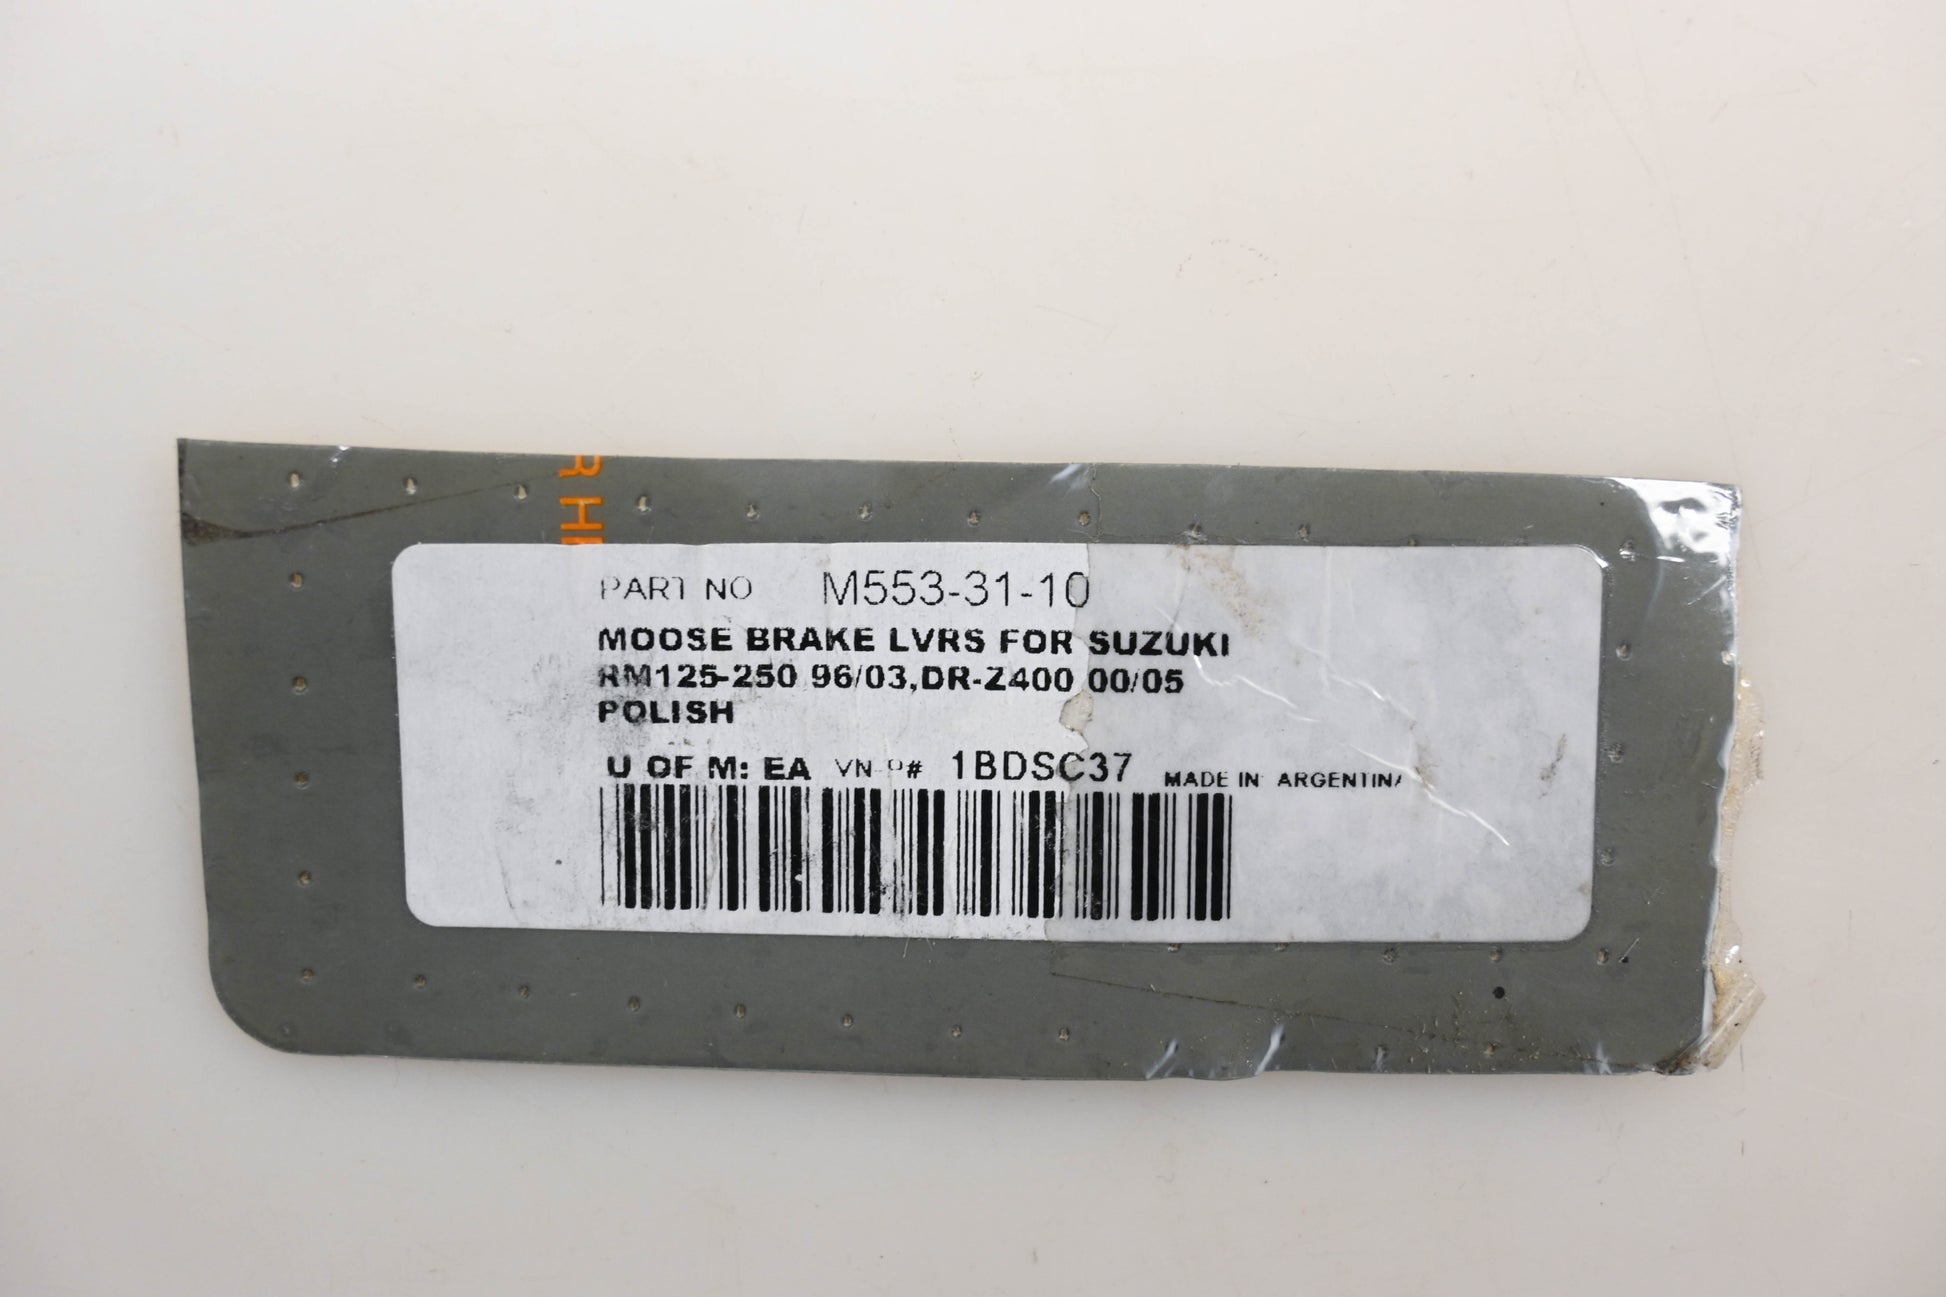 R HE
PART NO M553-31-10
MOOSE BRAKE LVRS FOR SUZUKI
RM125-250 96/03,DR-Z400 00/05
POLISH
U OF M: EA VN P# 1BDSC37 MADE IN ARGENTINA